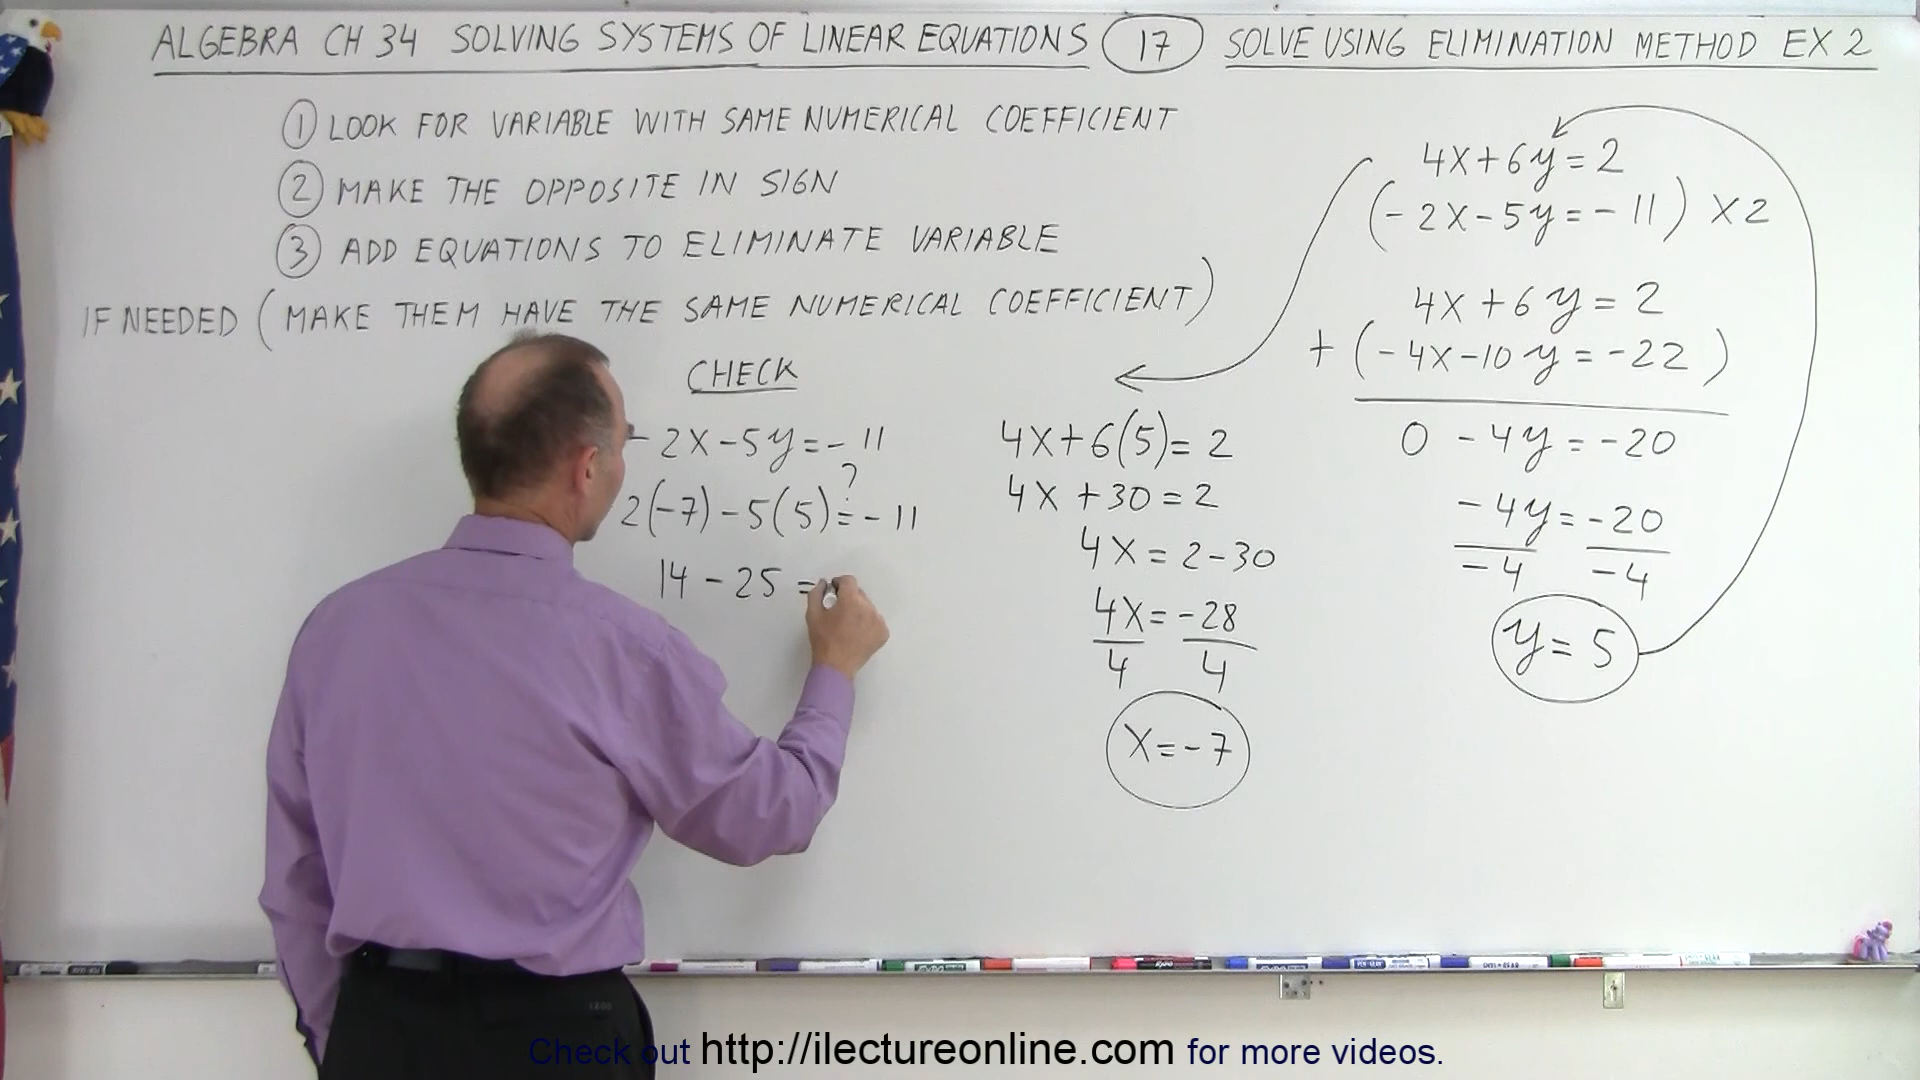 ALGEBRA CH 34 SOLVING SYSTEMS OF LINEAR EQUATIONS 17 SOLVE USING ELIMINATION METHOD EX 2
① LOOK FOR VARIABLE WITH SAME NUMERICAL COEFFICIENT
② MAKE THE OPPOSITE IN SIGN
③ ADD EQUATIONS TO ELIMINATE VARIABLE
IF NEEDED (MAKE THEM HAVE THE SAME NUMERICAL COEFFICIENT)
CHECK
- 2X - 5y = - 11
2(-7) - 5(5) =? - 11
14 - 25 =
4X + 6(5) = 2
4X + 30 = 2
4X = 2 - 30
4X = -28
4 4
X = -7
4X + 6y = 2
(- 2X - 5y = - 11) X 2
4X + 6y = 2
+ (- 4X - 10y = -22)
0 - 4y = -20
- 4y = -20
-4 -4
y = 5
Check out http://ilectureonline.com for more videos.